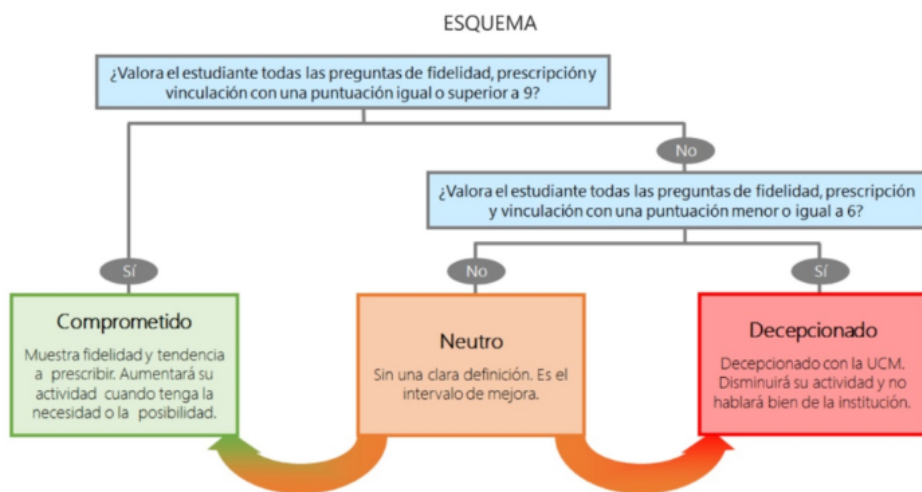 ESQUEMA
¿Valora el estudiante todas las preguntas de fidelidad, prescripción y
vinculación con una puntuación igual o superior a 9?
No
¿Valora el estudiante todas las preguntas de fidelidad, prescripción
y vinculación con una puntuación menor o igual a 6?
Sí
No
Sí
Comprometido
Muestra fidelidad y tendencia
a prescribir. Aumentará su
actividad cuando tenga la
necesidad o la posibilidad.
Neutro
Sin una clara definición. Es el
intervalo de mejora.
Decepcionado
Decepcionado con la UCM.
Disminuirá su actividad y no
hablará bien de la institución.